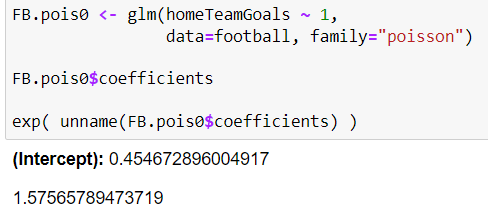 FB.pois0 <- glm(homeTeamGoals ~ 1,
data=football, family="poisson")
FB.pois0$coefficients
exp( unname(FB.pois0$coefficients) )
(Intercept): 0.454672896004917
1.57565789473719